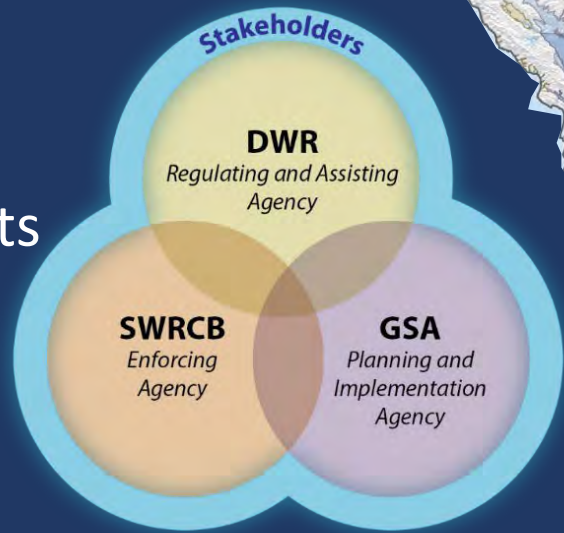 Stakeholders
DWR
Regulating and Assisting
Agency
ts
SWRCB
Enforcing
Agency
GSA
Planning and
Implementation
Agency